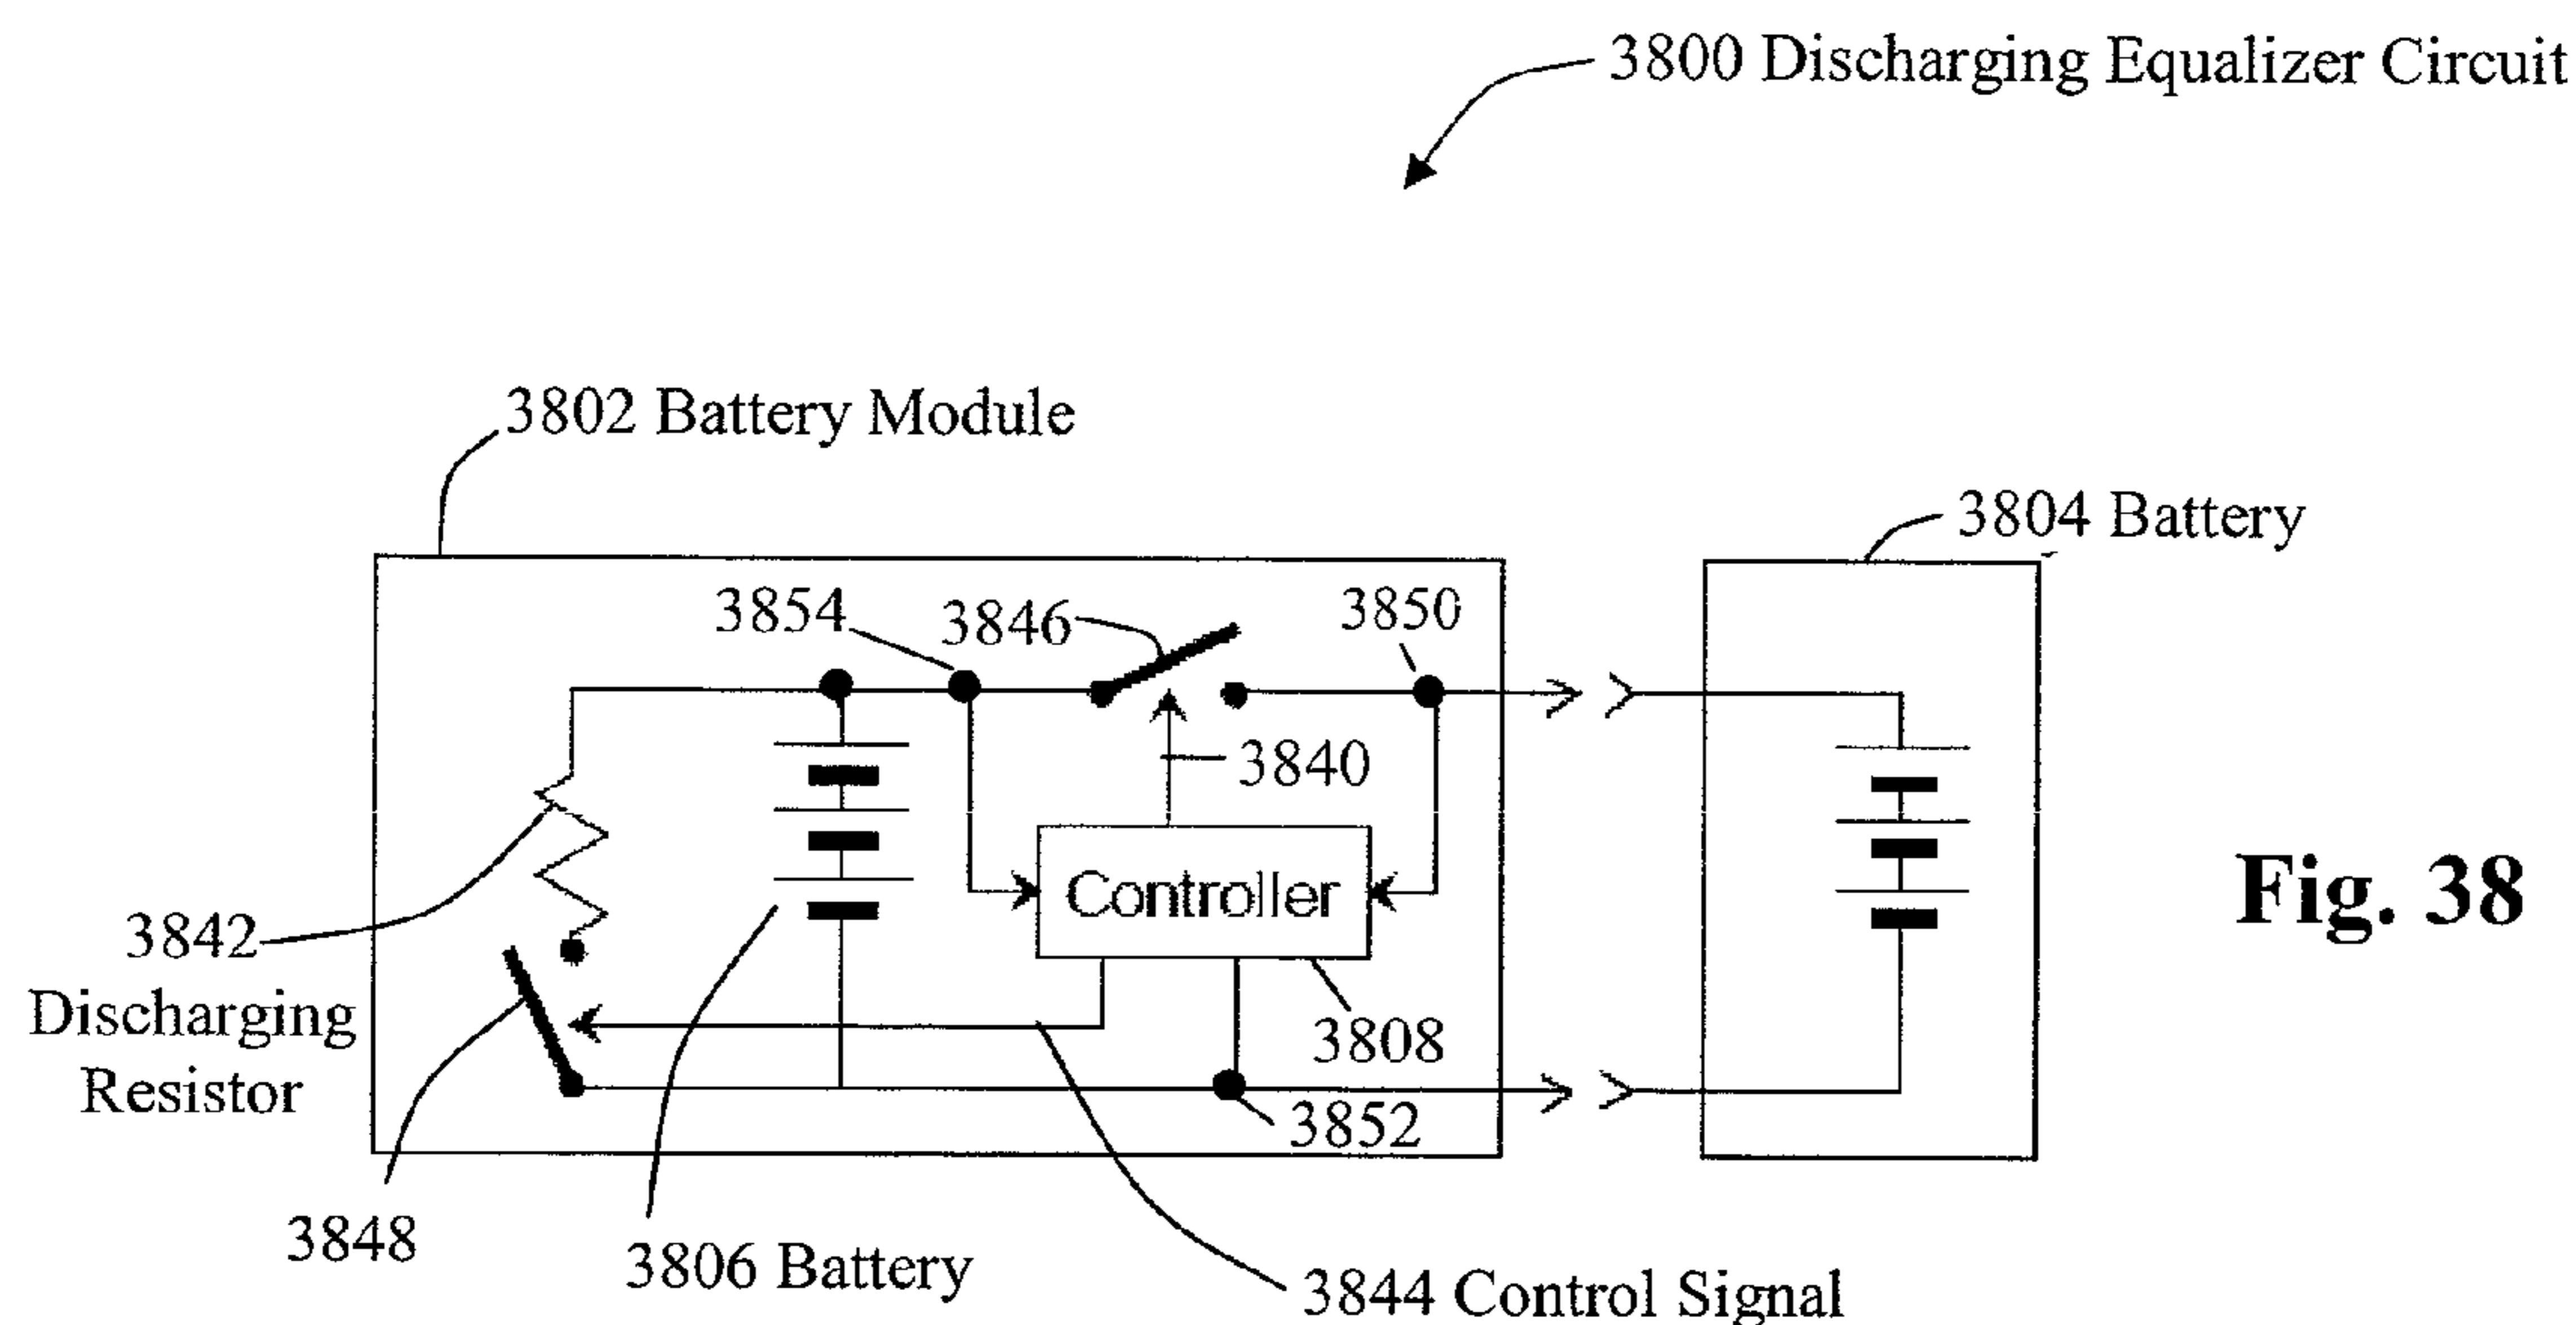 3800 Discharging Equalizer Circuit
3802 Battery Module
3804 Battery
3854
3846
3850
3840
Controller
Fig. 38
3842
Discharging
Resistor
3808
3852
3848
3806 Battery
3844 Control Signal